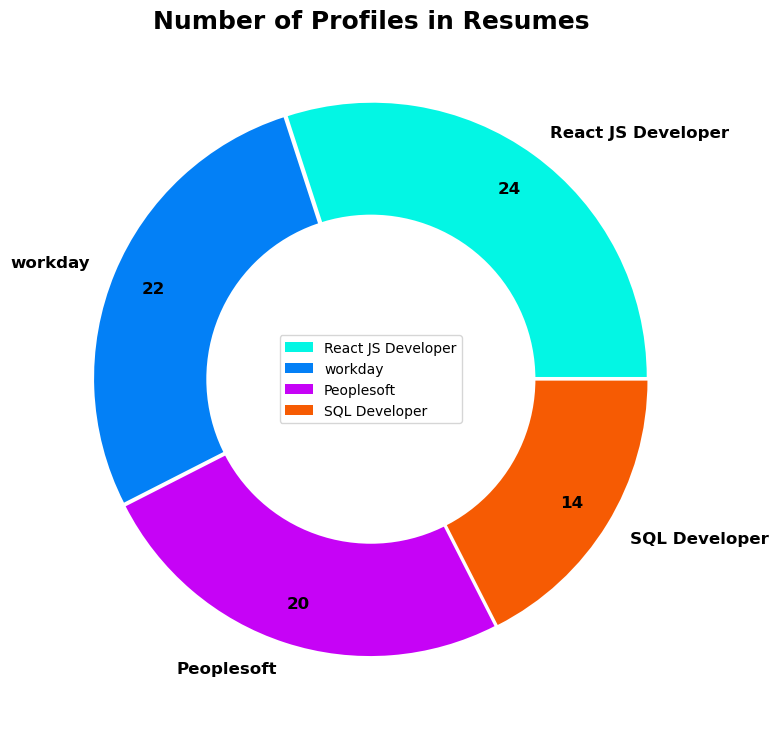 Number of Profiles in Resumes
React JS Developer
24
workday
22
React JS Developer
workday
Peoplesoft
SQL Developer
14
SQL Developer
20
Peoplesoft